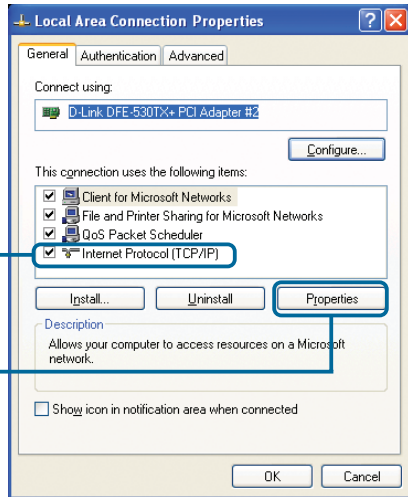 Local Area Connection Properties
General Authentication Advanced
Connect using:
D-Link DFE-530TX+ PCI Adapter #2
Configure...
This connection uses the following items:
Client for Microsoft Networks
File and Printer Sharing for Microsoft Networks
QoS Packet Scheduler
Internet Protocol (TCP/IP)
Install... Uninstall Properties
Description
Allows your computer to access resources on a Microsoft
network.
Show icon in notification area when connected
OK Cancel